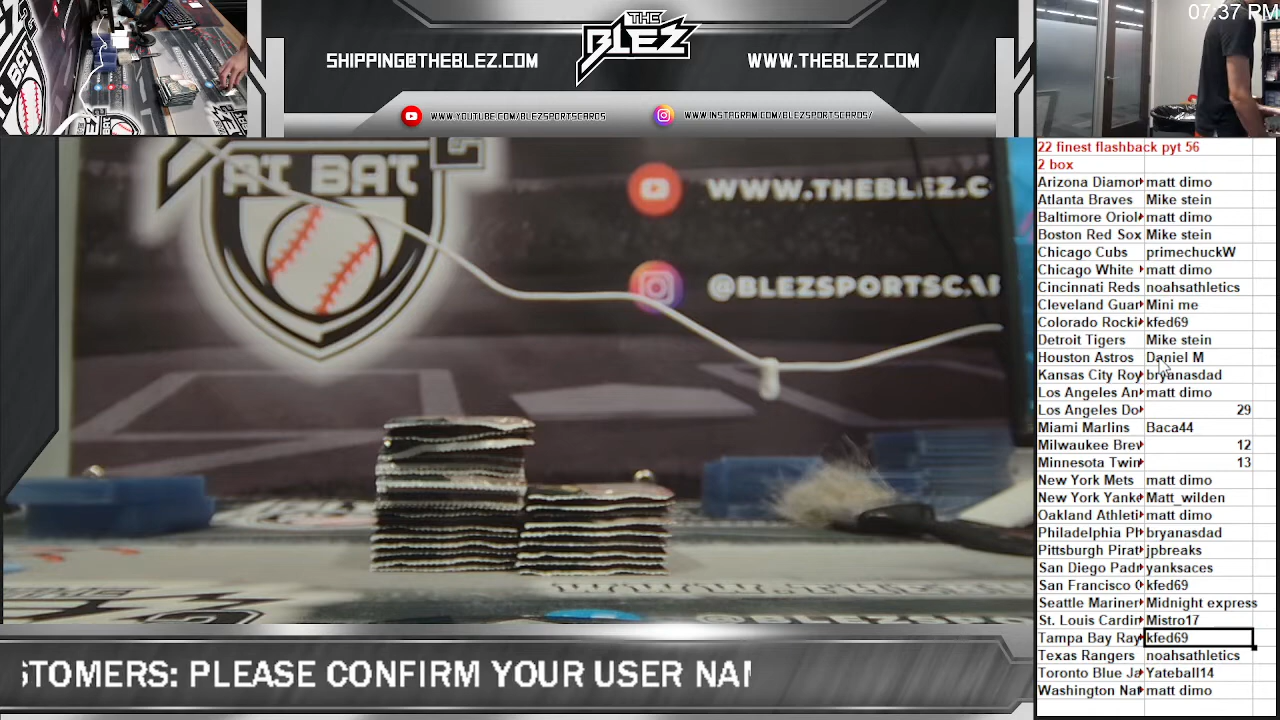 07:37 PM
THE
BLEZ
SHIPPING@THEBLEZ.COM
WWW.THEBLEZ.COM
WWW.YOUTUBE.COM/BLEZSPORTSCARDS
WWW.INSTAGRAM.COM/BLEZSPORTSCARDS/
AT BAT
WWW.THEBLEZ.C
@BLEZSPORTSCA
22 finest flashback pyt 56
2 box
Arizona Diamor matt dimo
Atlanta Braves Mike stein
Baltimore Oriol matt dimo
Boston Red Sox Mike stein
Chicago Cubs primechuckW
Chicago White matt dimo
Cincinnati Reds noahsathletics
Cleveland Guar Mini me
Colorado Rocki kfed69
Detroit Tigers Mike stein
Houston Astros Daniel M
Kansas City Roy bryanasdad
Los Angeles An matt dimo
Los Angeles Do 29
Miami Marlins Baca44
Milwaukee Brev 12
Minnesota Twin 13
New York Mets matt dimo
New York Yanke Matt_wilden
Oakland Athleti matt dimo
Philadelphia Pl bryanasdad
Pittsburgh Pirat jpbreaks
San Diego Padr yanksaces
San Francisco kfed69
Seattle Mariner Midnight express
St. Louis Cardin Mistro17
Tampa Bay Ray kfed69
Texas Rangers noahsathletics
Toronto Blue Ja Yateball14
Washington Nat matt dimo
STOMERS: PLEASE CONFIRM YOUR USER NAM